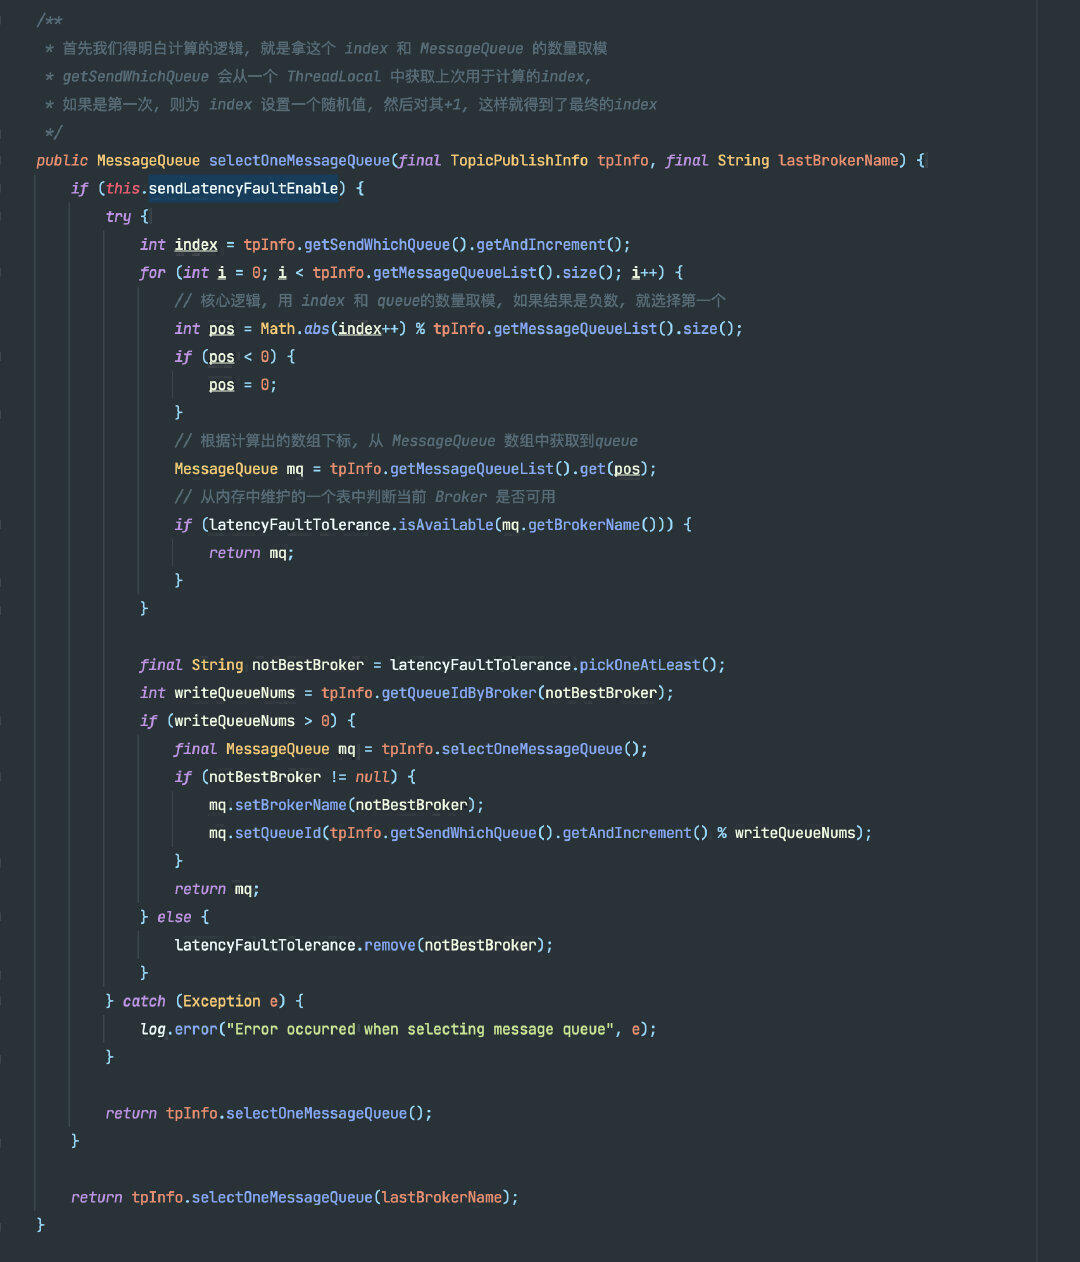 /**
 * 首先我们得明白计算的逻辑, 就是拿这个 index 和 MessageQueue 的数量取模
 * getSendWhichQueue 会从一个 ThreadLocal 中获取上次用于计算的index,
 * 如果是第一次, 则为 index 设置一个随机值, 然后对其+1, 这样就得到了最终的index
 */
public MessageQueue selectOneMessageQueue(final TopicPublishInfo tpInfo, final String lastBrokerName) {
    if (this.sendLatencyFaultEnable) {
        try {
            int index = tpInfo.getSendWhichQueue().getAndIncrement();
            for (int i = 0; i < tpInfo.getMessageQueueList().size(); i++) {
                // 核心逻辑, 用 index 和 queue的数量取模, 如果结果是负数, 就选择第一个
                int pos = Math.abs(index++) % tpInfo.getMessageQueueList().size();
                if (pos < 0) {
                    pos = 0;
                }
                // 根据计算出的数组下标, 从 MessageQueue 数组中获取到queue
                MessageQueue mq = tpInfo.getMessageQueueList().get(pos);
                // 从内存中维护的一个表中判断当前 Broker 是否可用
                if (latencyFaultTolerance.isAvailable(mq.getBrokerName())) {
                    return mq;
                }
            }

            final String notBestBroker = latencyFaultTolerance.pickOneAtLeast();
            int writeQueueNums = tpInfo.getQueueIdByBroker(notBestBroker);
            if (writeQueueNums > 0) {
                final MessageQueue mq = tpInfo.selectOneMessageQueue();
                if (notBestBroker != null) {
                    mq.setBrokerName(notBestBroker);
                    mq.setQueueId(tpInfo.getSendWhichQueue().getAndIncrement() % writeQueueNums);
                }
                return mq;
            } else {
                latencyFaultTolerance.remove(notBestBroker);
            }
        } catch (Exception e) {
            log.error("Error occurred when selecting message queue", e);
        }

        return tpInfo.selectOneMessageQueue();
    }

    return tpInfo.selectOneMessageQueue(lastBrokerName);
}